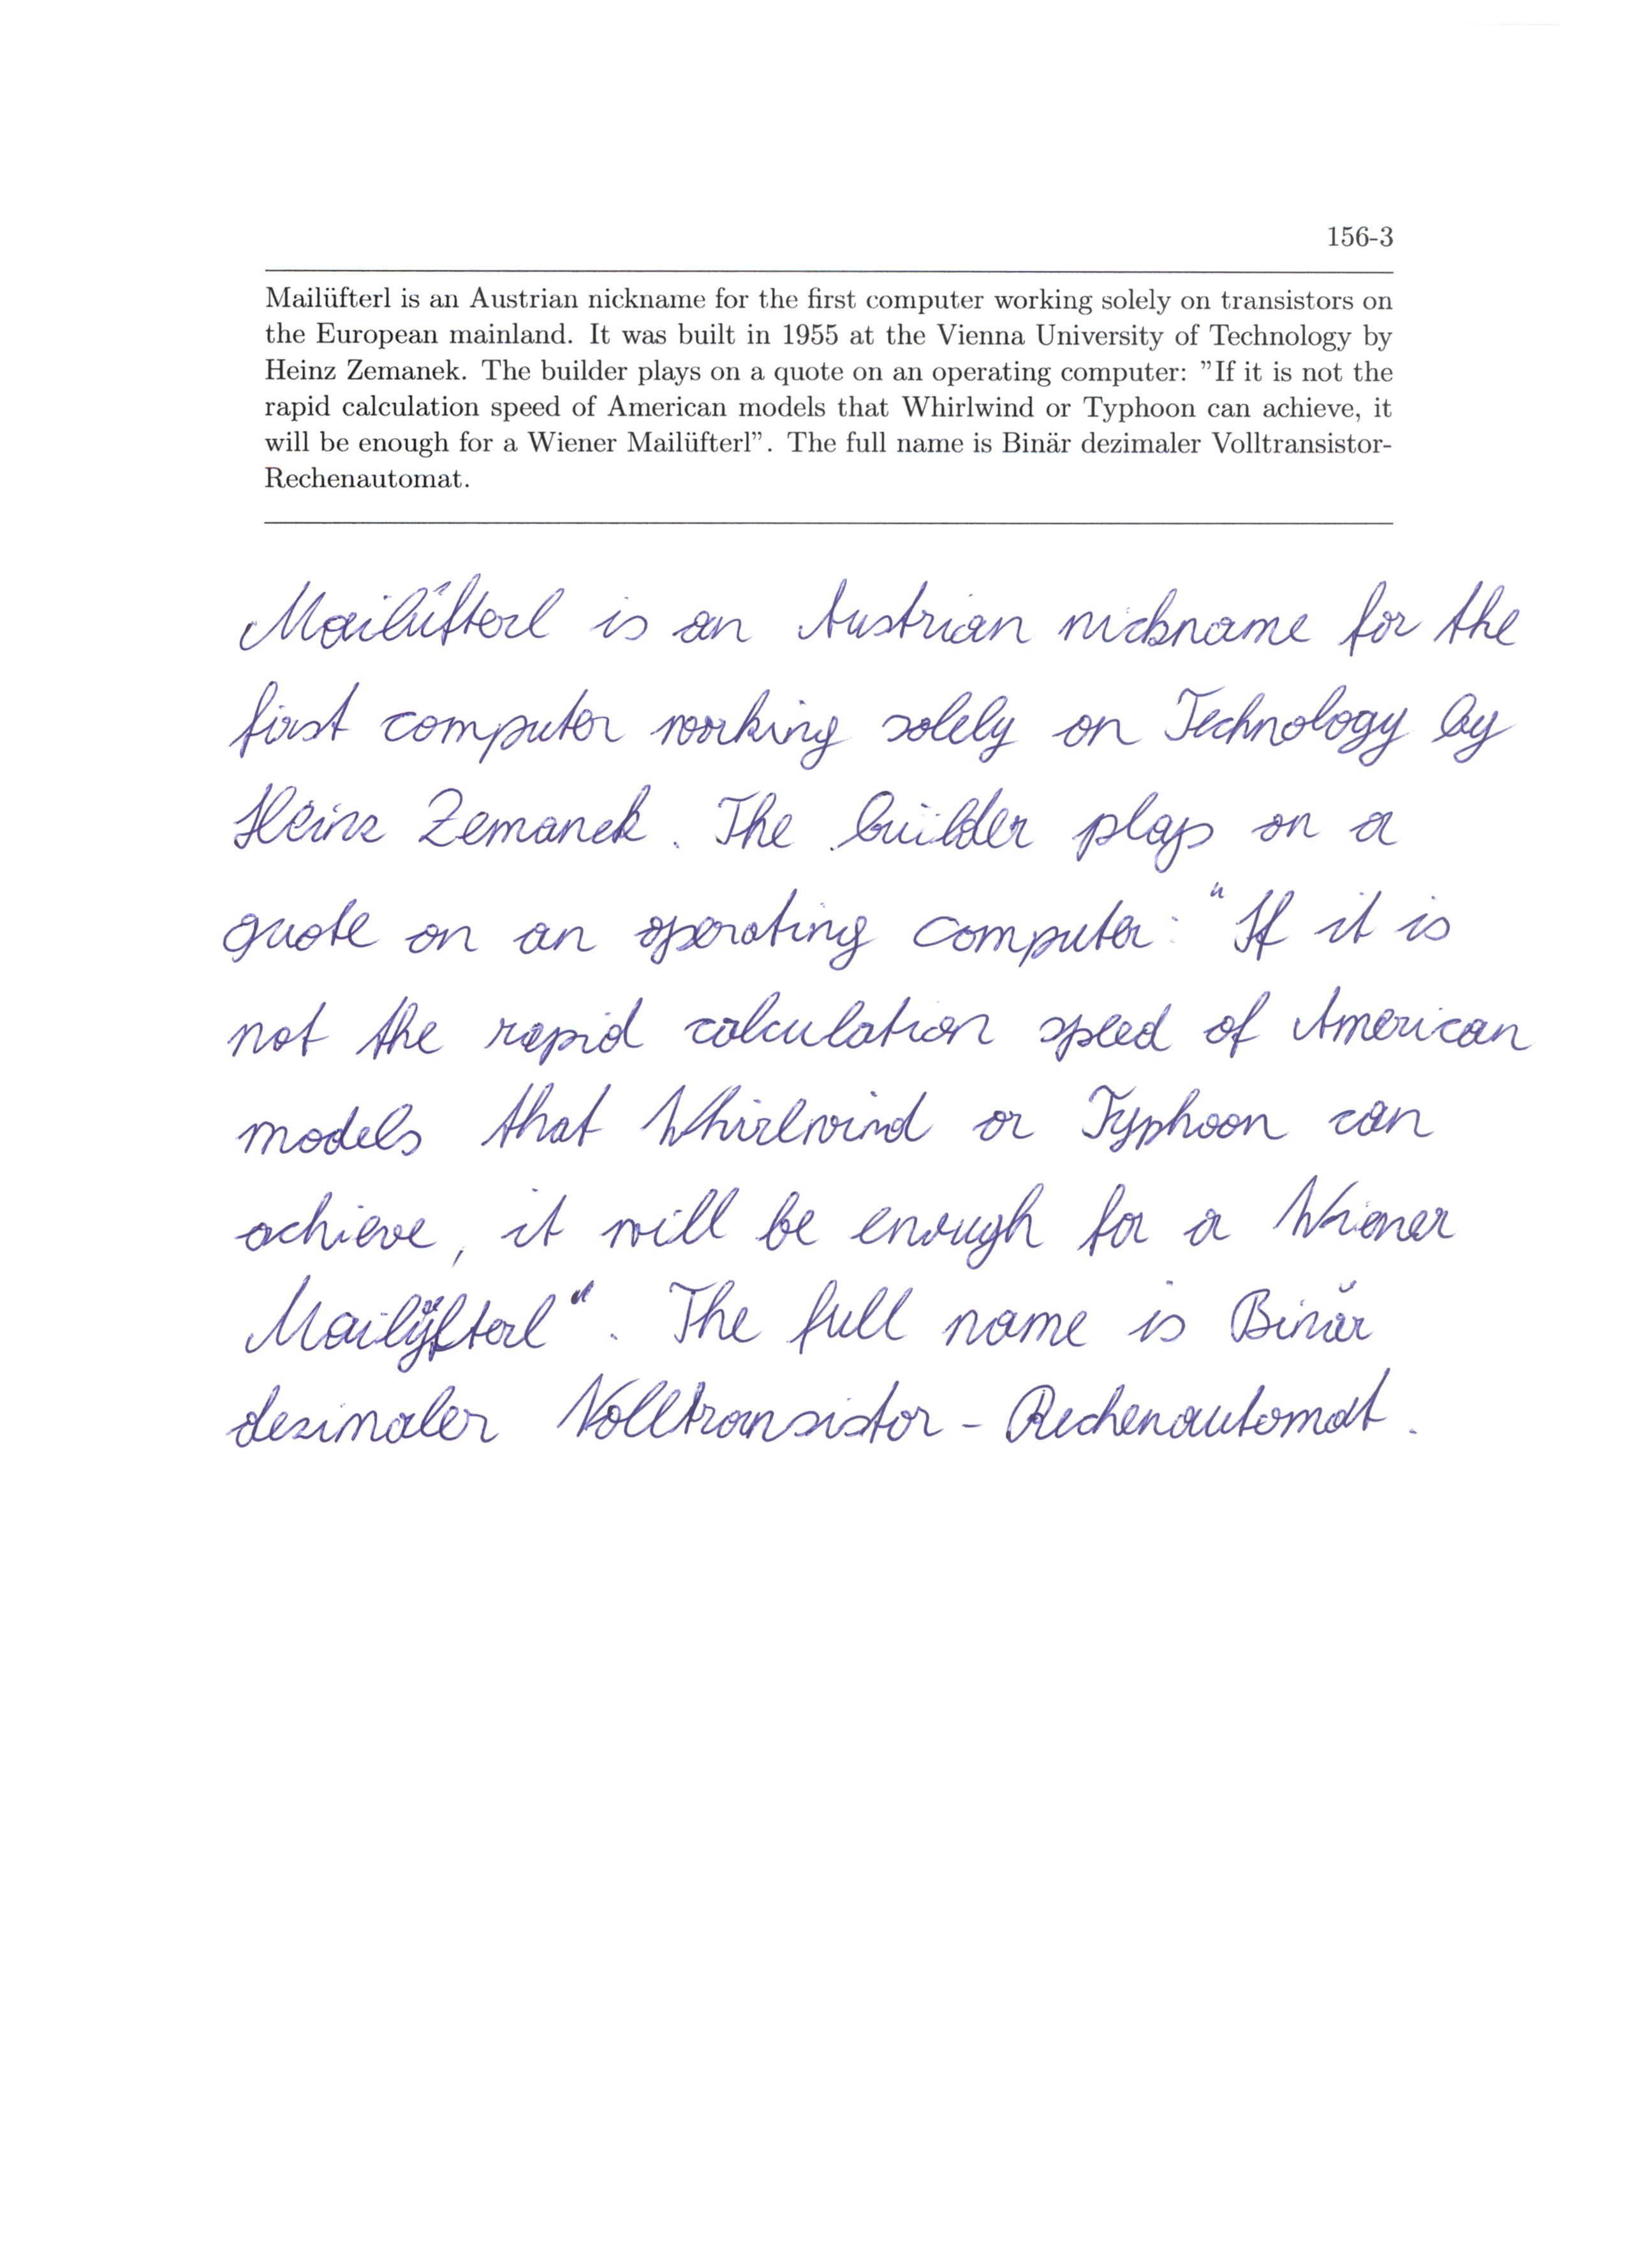 156-3
Mailüfterl is an Austrian nickname for the first computer working solely on transistors on
the European mainland. It was built in 1955 at the Vienna University of Technology by
Heinz Zemanek. The builder plays on a quote on an operating computer: "If it is not the
rapid calculation speed of American models that Whirlwind or Typhoon can achieve, it
will be enough for a Wiener Mailüfterl". The full name is Binär dezimaler Volltransistor-
Rechenautomat.
Mailüfterl is an Austrian nickname for the
first computer working solely on Technology by
Heinz Zemanek. The builder plays on a
quote on an operating computer: "If it is
not the rapid calculation speed of American
models that Whirlwind or Typhoon can
achieve, it will be enough for a Wiener
Mailüfterl". The full name is Binär
dezimaler Volltransistor - Rechenautomat.